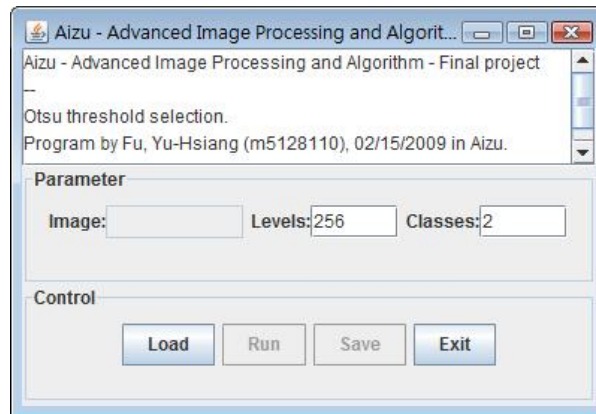 Aizu - Advanced Image Processing and Algorit...
Aizu - Advanced Image Processing and Algorithm - Final project
--
Otsu threshold selection.
Program by Fu, Yu-Hsiang (m5128110), 02/15/2009 in Aizu.
Parameter
Image: Levels: 256 Classes: 2
Control
Load Run Save Exit